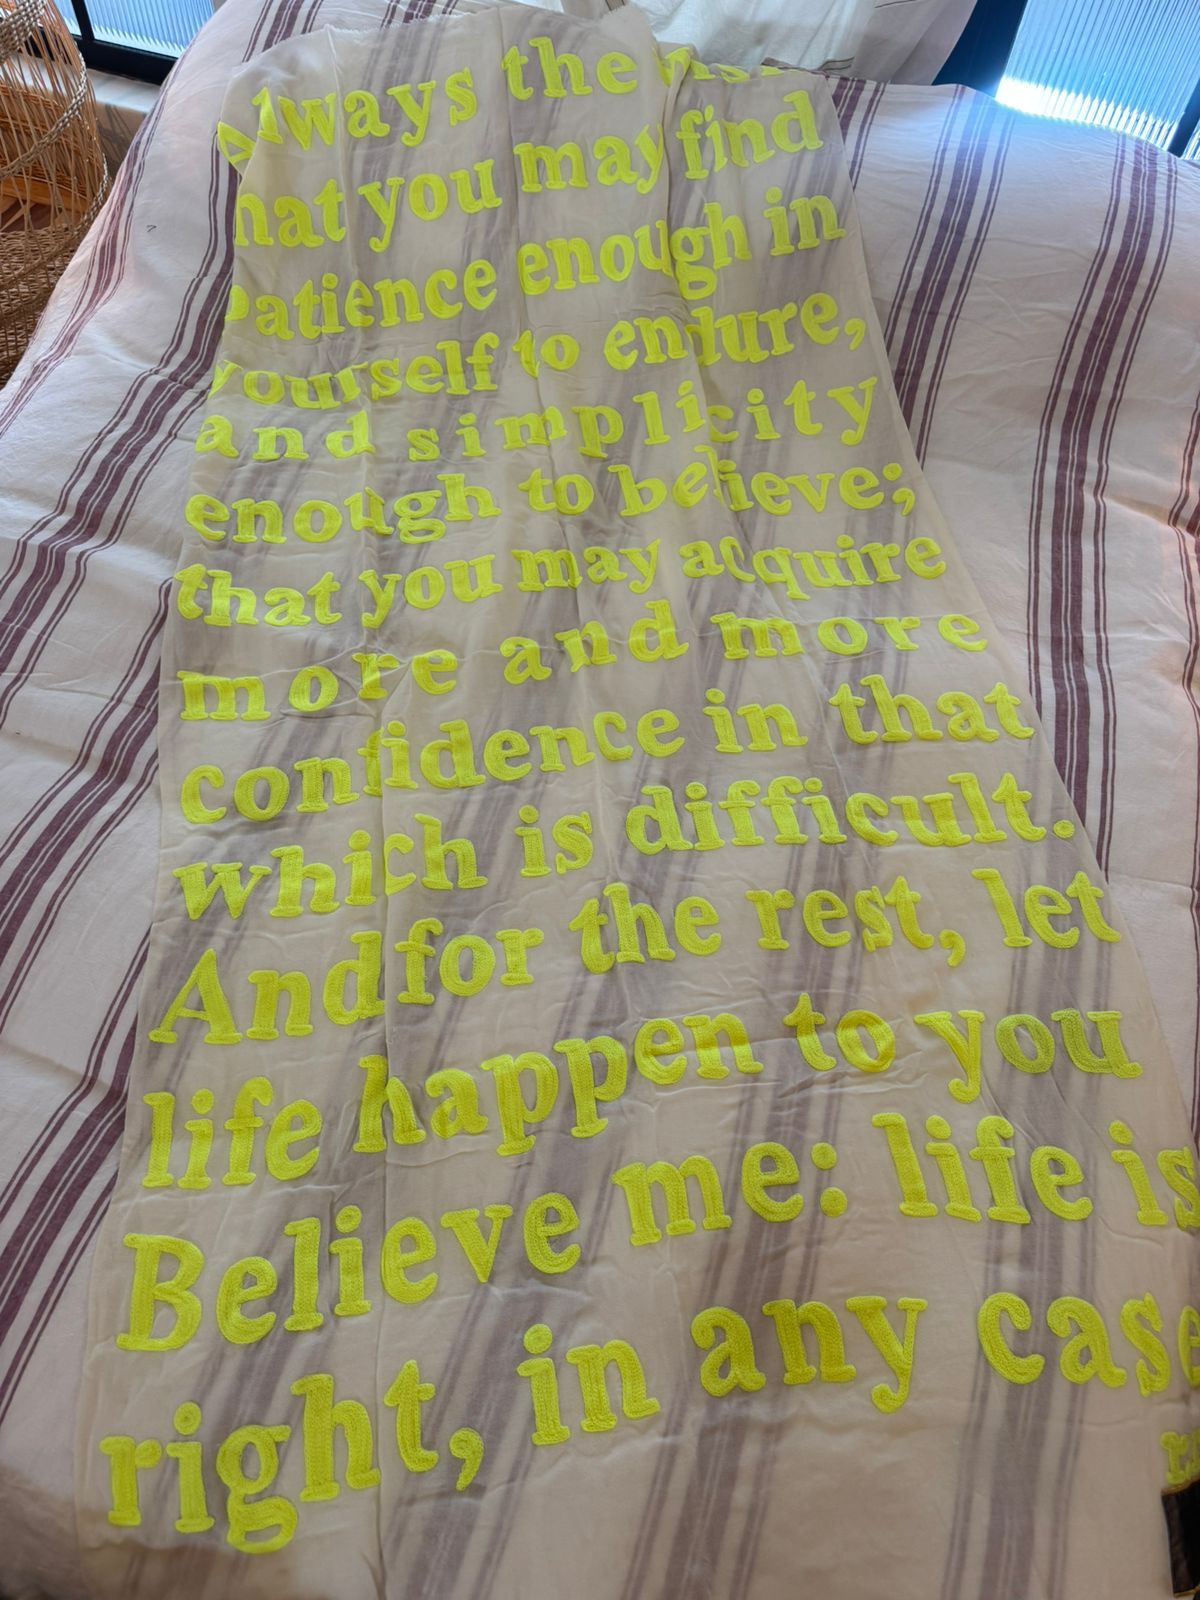 Always the wish
that you may find
patience enough in
yourself to endure,
and simplicity
enough to believe;
that you may acquire
more and more
confidence in that
which is difficult.
And for the rest, let
life happen to you
Believe me: life is
right, in any case